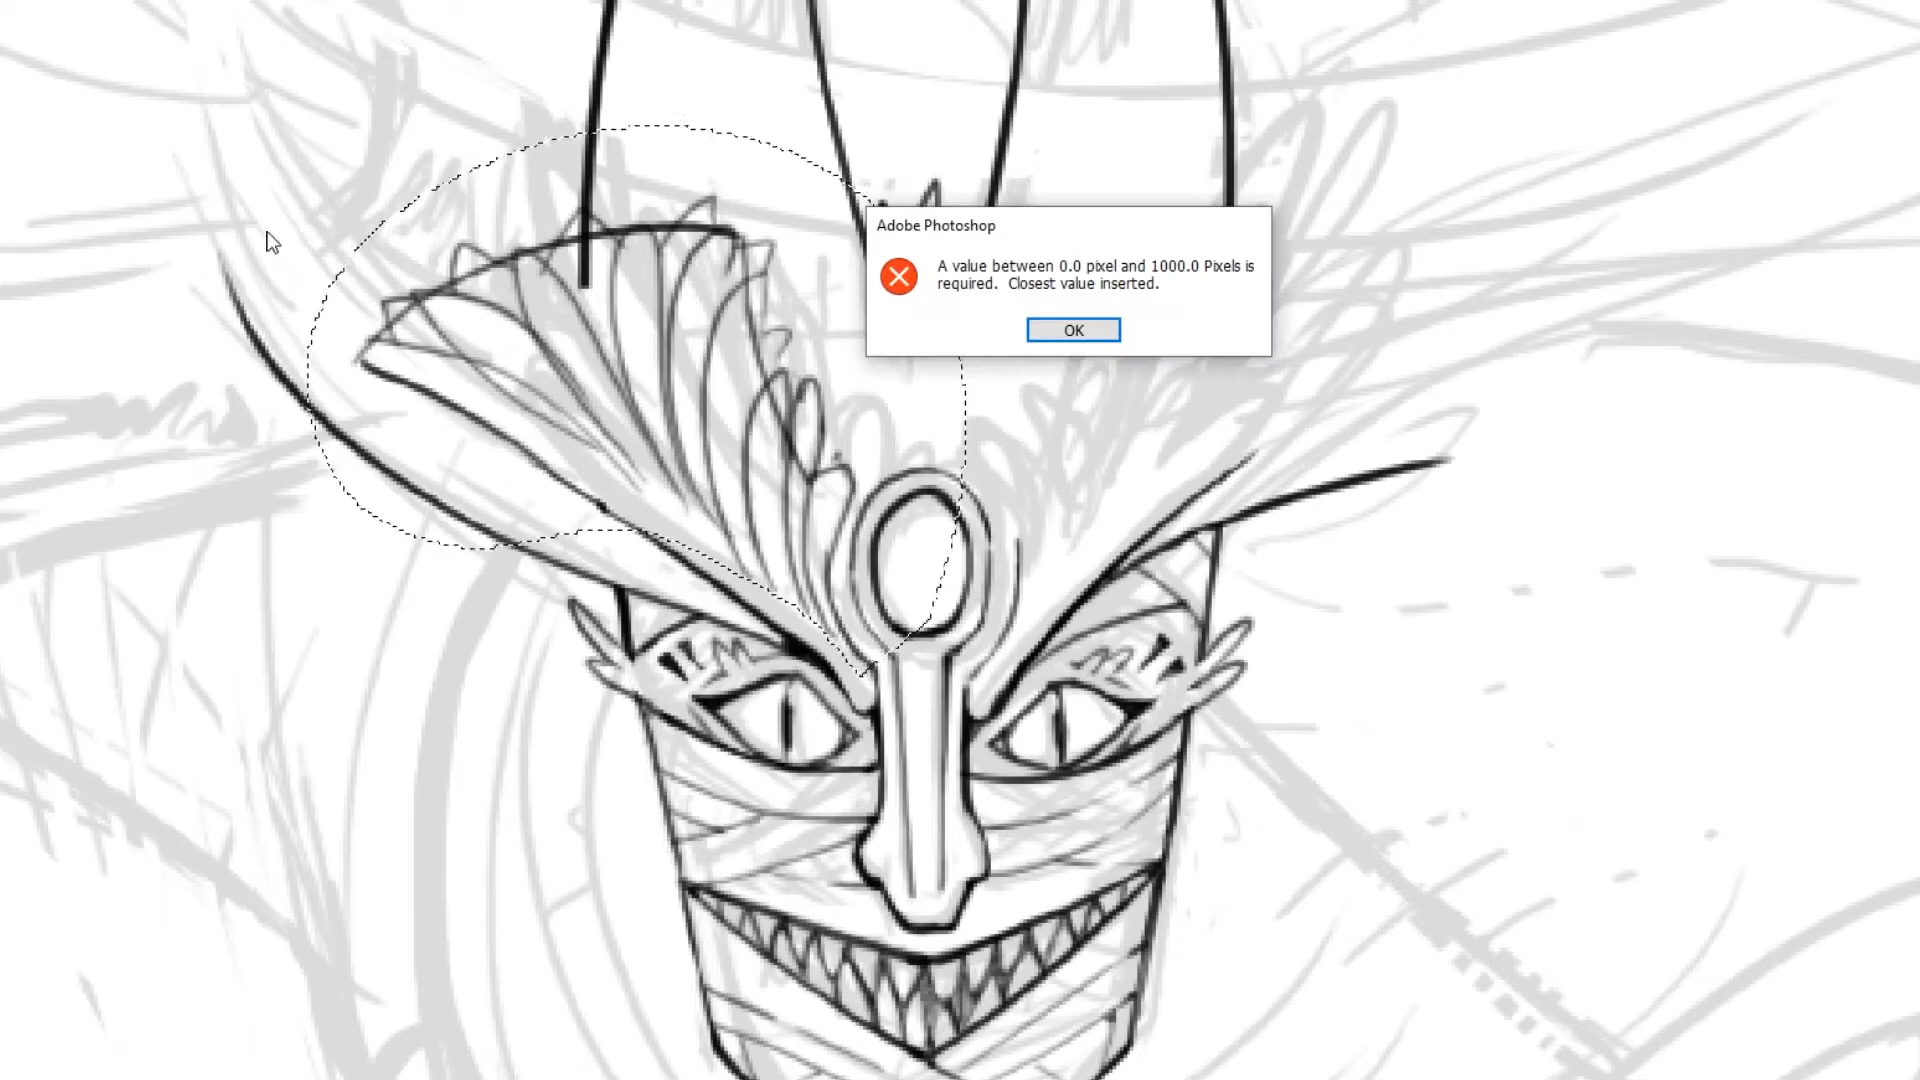 Adobe Photoshop
A value between 0.0 pixel and 1000.0 Pixels is
required.  Closest value inserted.
OK